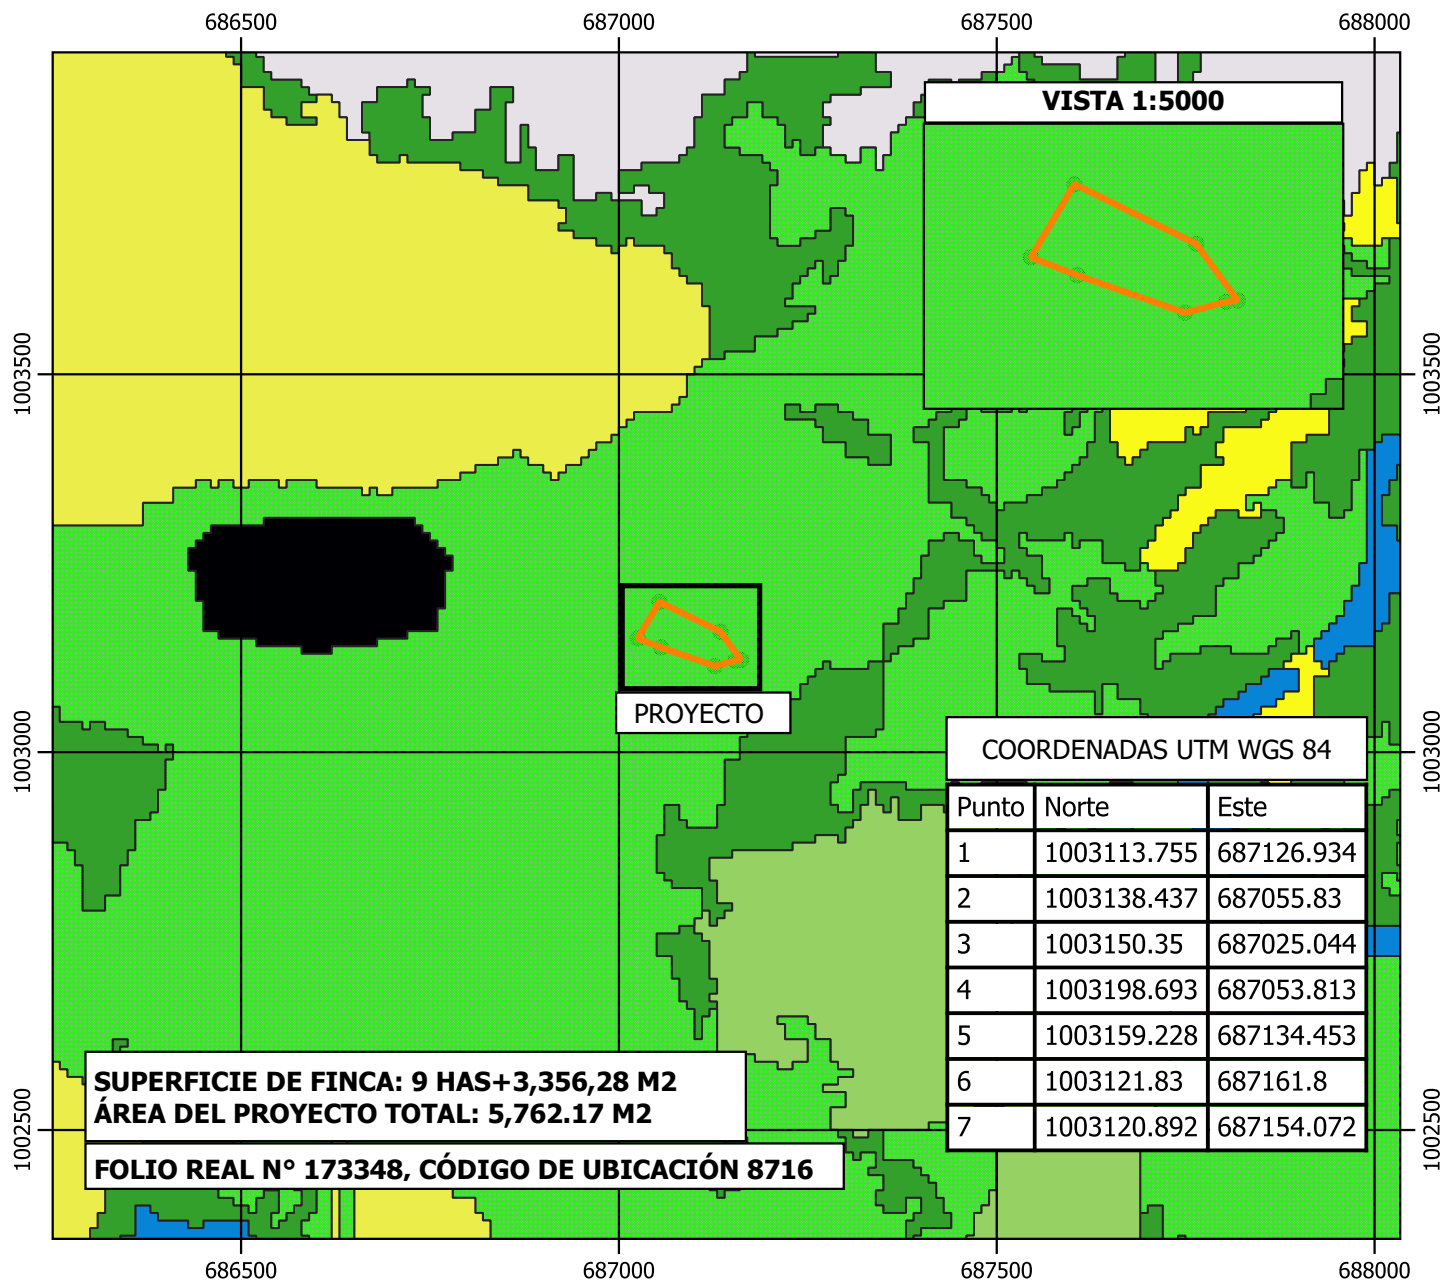 686500 687000 687500 688000
VISTA 1:5000
1003500 1003500
PROYECTO
1003000 1003000
COORDENADAS UTM WGS 84
Punto Norte Este
1 1003113.755 687126.934
2 1003138.437 687055.83
3 1003150.35 687025.044
4 1003198.693 687053.813
5 1003159.228 687134.453
6 1003121.83 687161.8
7 1003120.892 687154.072
SUPERFICIE DE FINCA: 9 HAS+3,356,28 M2
ÁREA DEL PROYECTO TOTAL: 5,762.17 M2
1002500 1002500
FOLIO REAL N° 173348, CÓDIGO DE UBICACIÓN 8716
686500 687000 687500 688000